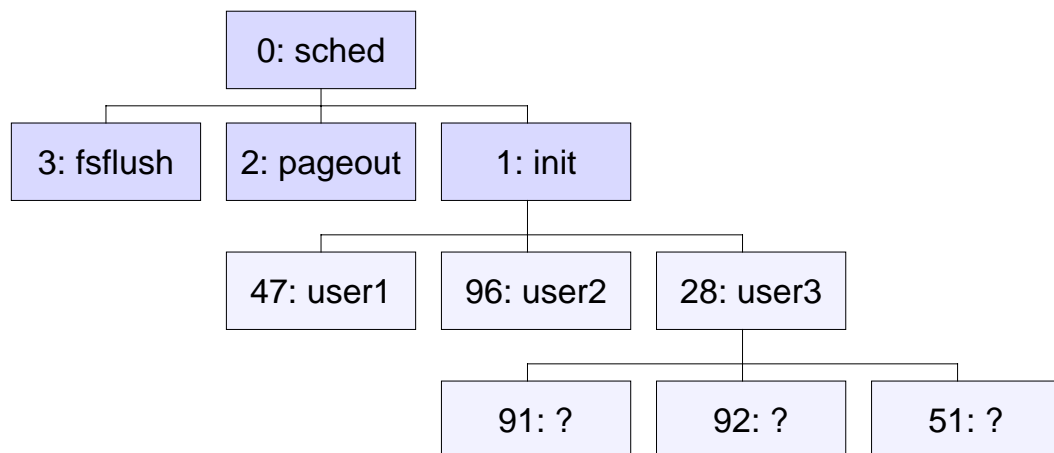 0: sched
3: fsflush
2: pageout
1: init
47: user1
96: user2
28: user3
91: ?
92: ?
51: ?